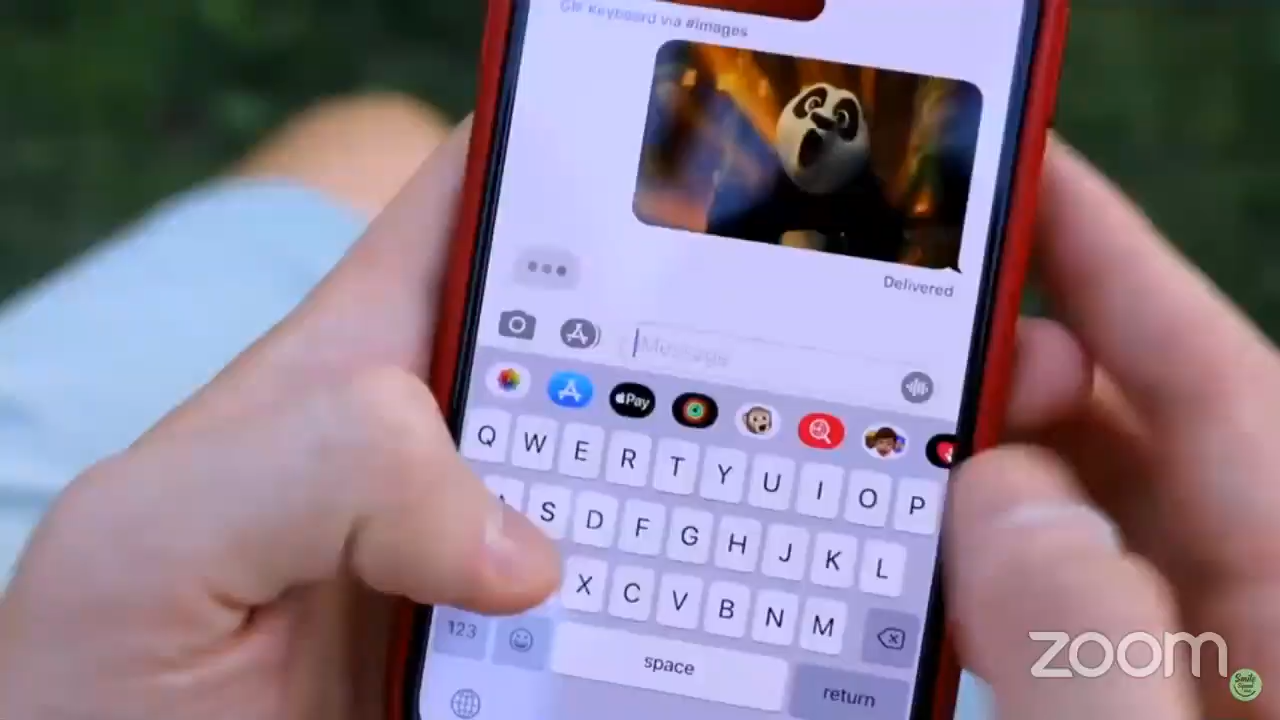 GIF Keyboard via #images
Delivered
Message
Pay
Q W E R T Y U I O P
S D F G H J K L
X C V B N M
123
space
return
zoom